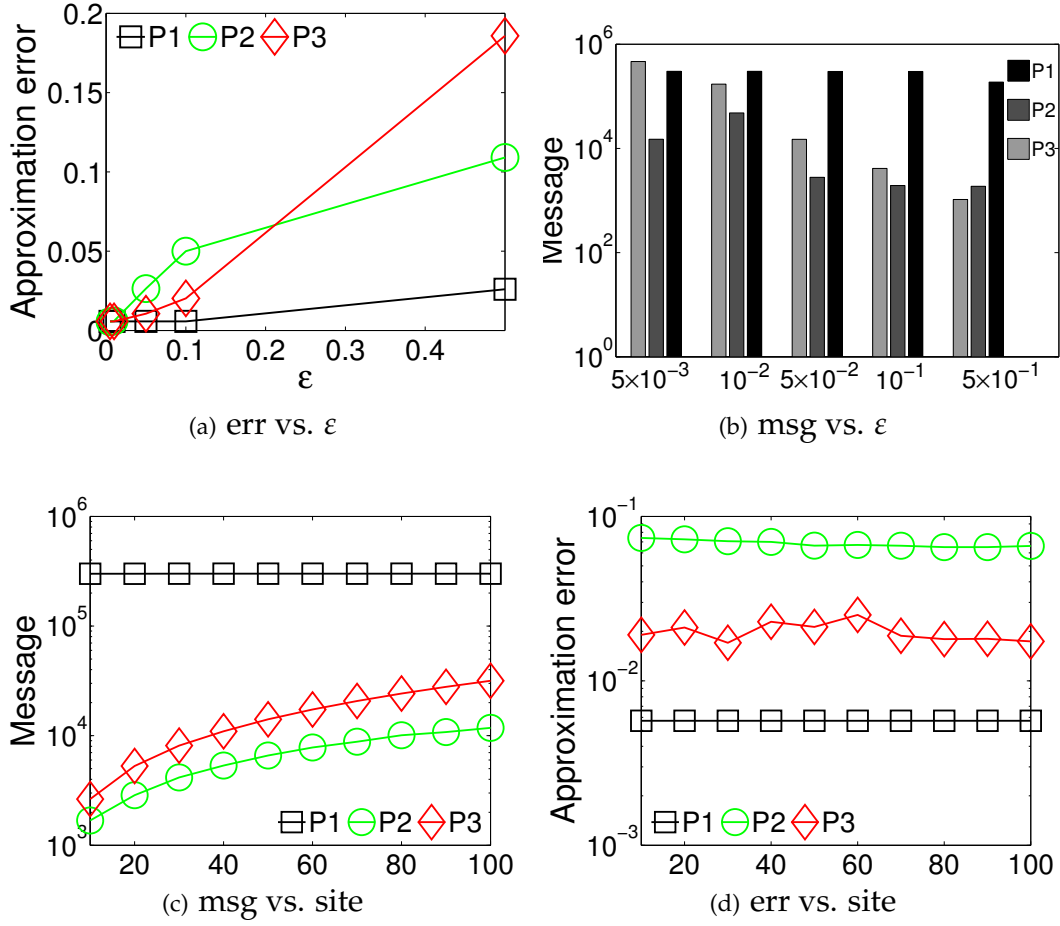 0.2
0.15
0.1
0.05
0
Approximation error
P1 P2 P3
0 0.1 0.2 0.3 0.4
ε
(a) err vs. ε
10^6
10^4
10^2
10^0
Message
P1
P2
P3
5×10^−3 10^−2 5×10^−2 10^−1 5×10^−1
(b) msg vs. ε
10^6
10^5
10^4
10^3
Message
P1 P2 P3
20 40 60 80 100
(c) msg vs. site
10^−1
10^−2
10^−3
Approximation error
P1 P2 P3
20 40 60 80 100
(d) err vs. site